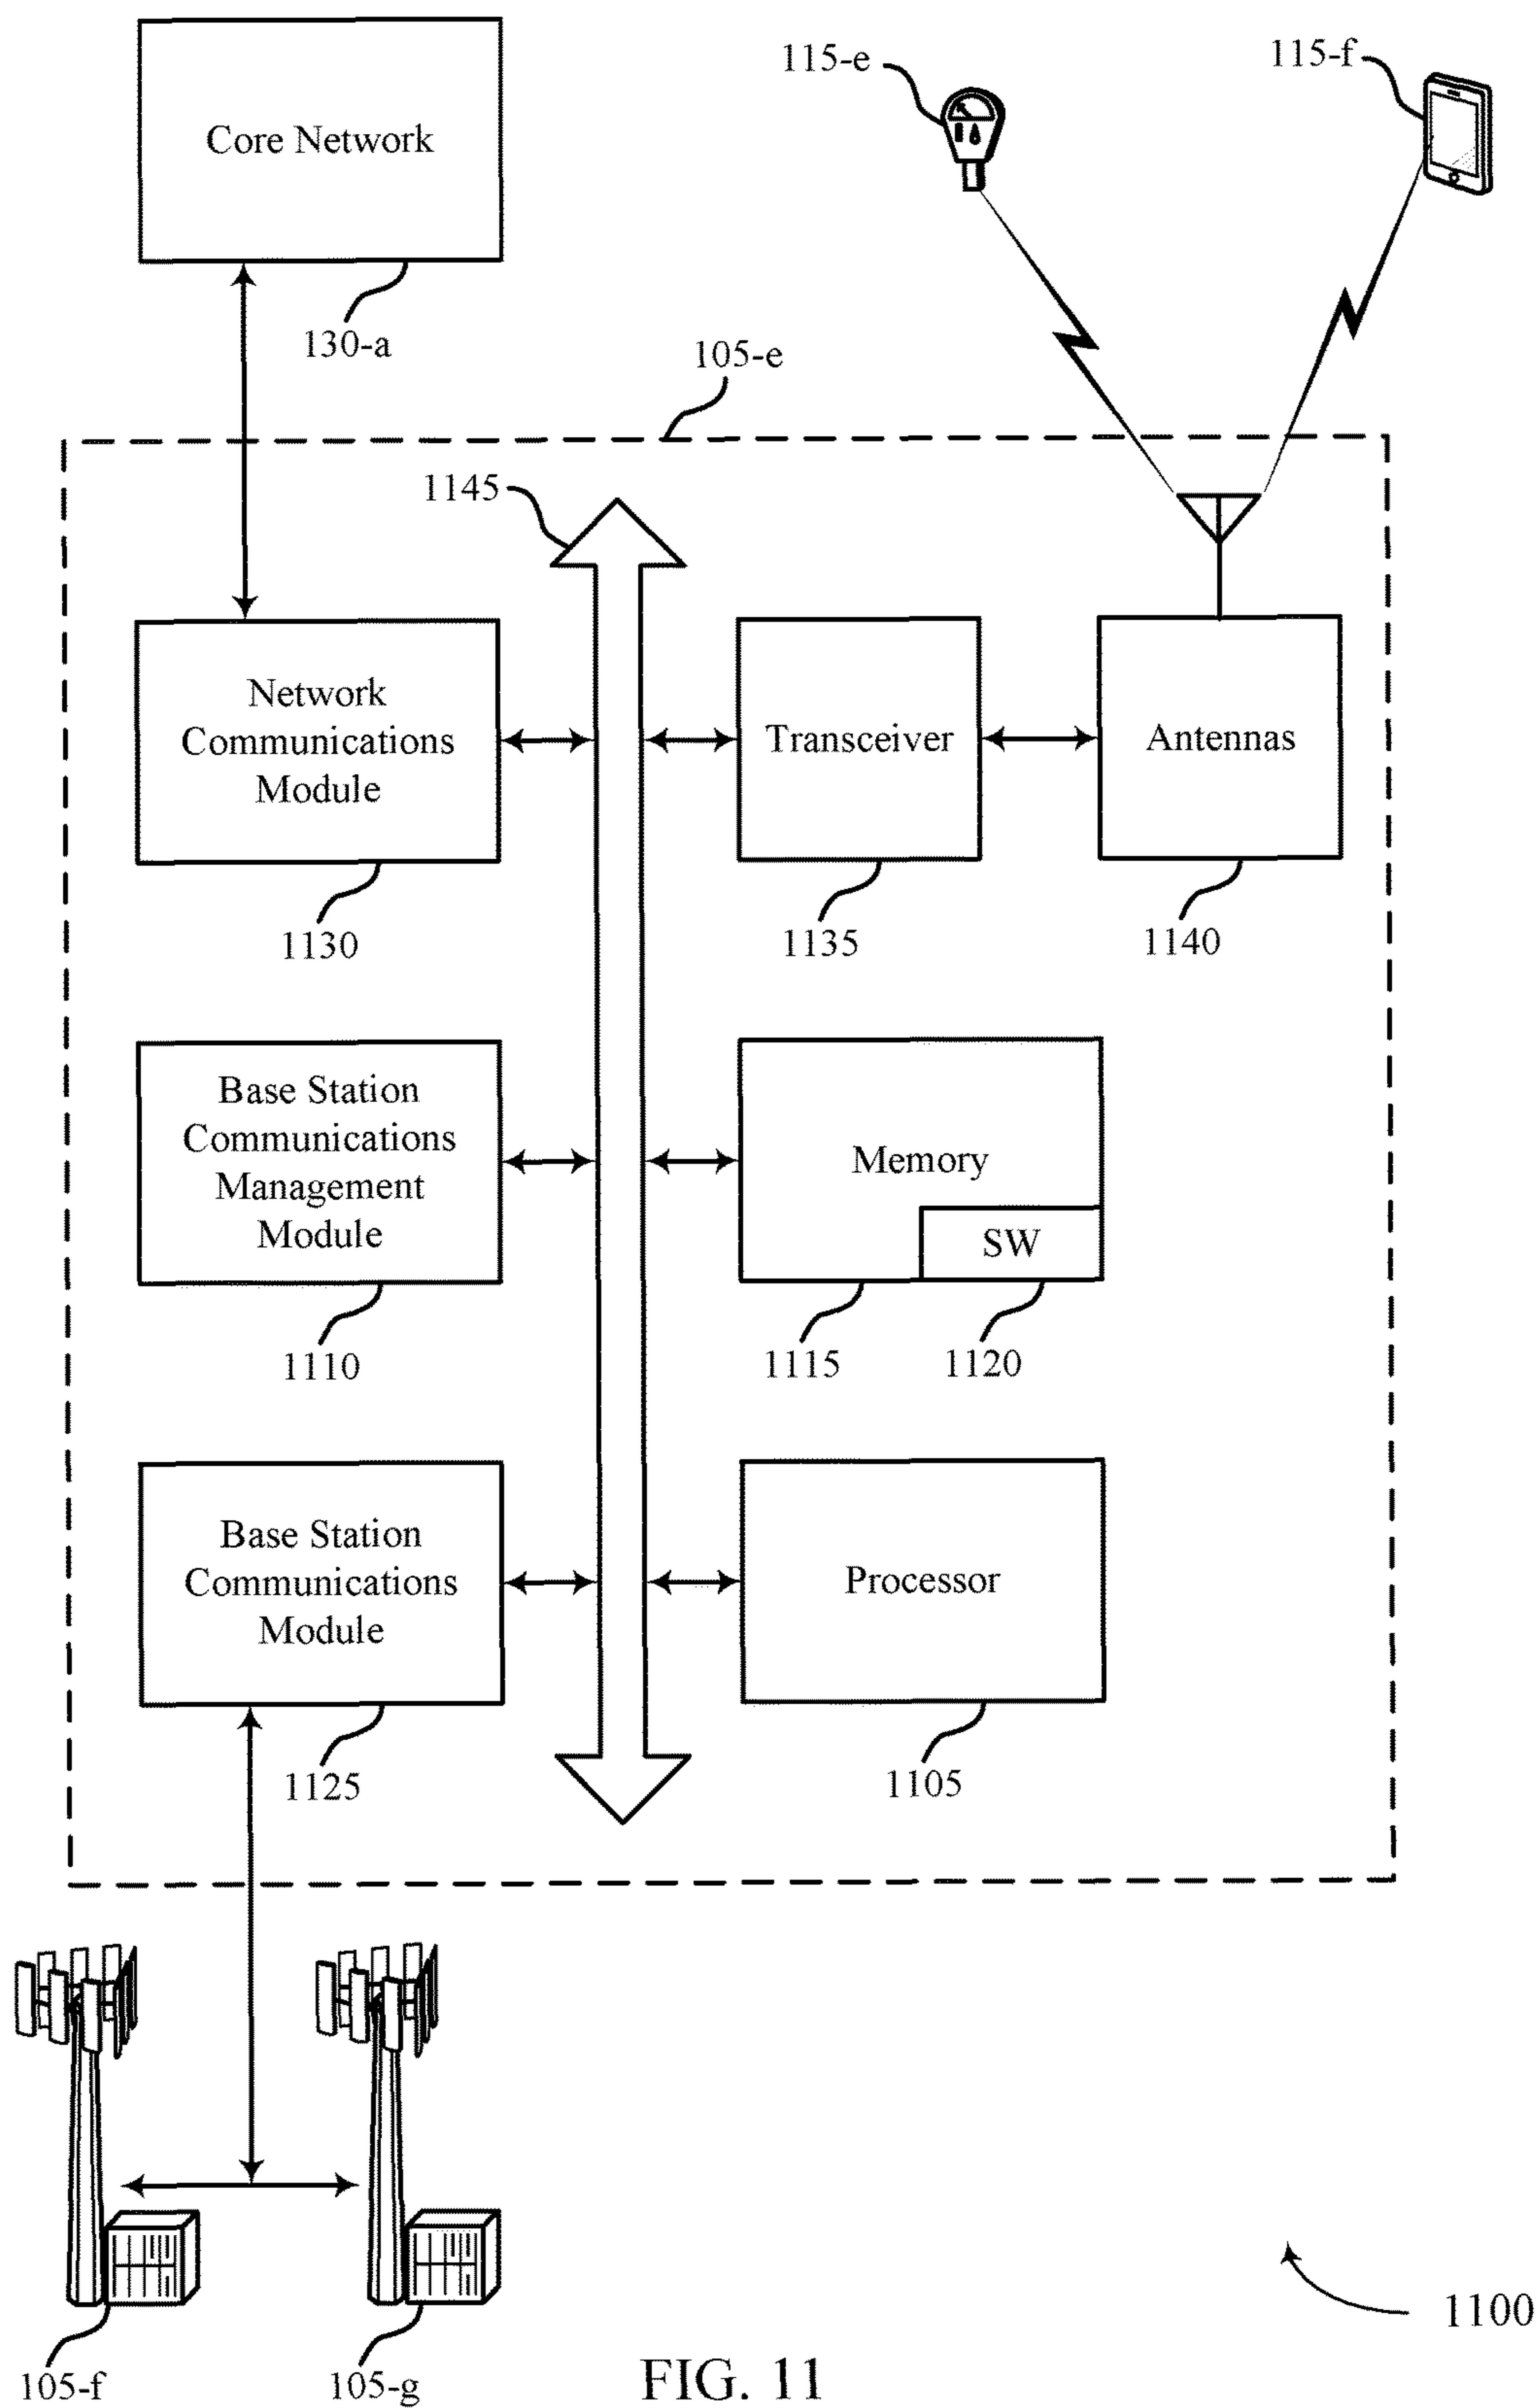 Core Network
130-a
115-e
115-f
105-e
1145
Network
Communications
Module
1130
Transceiver
1135
Antennas
1140
Base Station
Communications
Management
Module
1110
Memory
SW
1115
1120
Base Station
Communications
Module
1125
Processor
1105
105-f
105-g
1100
FIG. 11